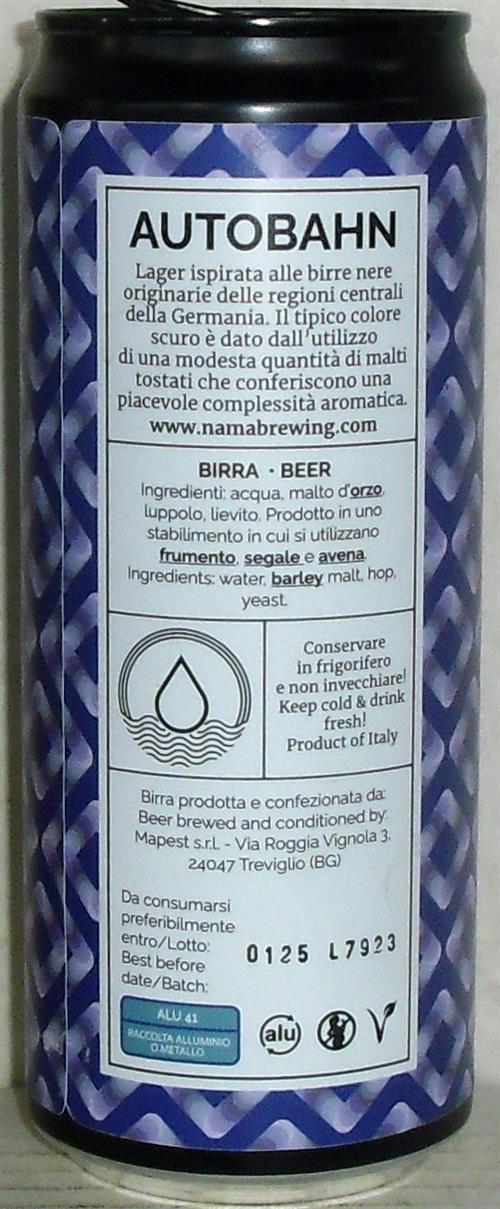 AUTOBAHN
Lager ispirata alle birre nere
originarie delle regioni centrali
della Germania. Il tipico colore
scuro è dato dall'utilizzo
di una modesta quantità di malti
tostati che conferiscono una
piacevole complessità aromatica.
www.namabrewing.com
BIRRA · BEER
Ingredienti: acqua, malto d'orzo,
luppolo, lievito. Prodotto in uno
stabilimento in cui si utilizzano
frumento, segale e avena.
Ingredients: water, barley malt, hop,
yeast.
Conservare
in frigorifero
e non invecchiare!
Keep cold & drink
fresh!
Product of Italy
Birra prodotta e confezionata da:
Beer brewed and conditioned by:
Mapest s.r.l. - Via Roggia Vignola 3,
24047 Treviglio (BG)
Da consumarsi
preferibilmente
entro/Lotto:
Best before
date/Batch:
0125 L7923
ALU 41
RACCOLTA ALLUMINIO
O METALLO
alu